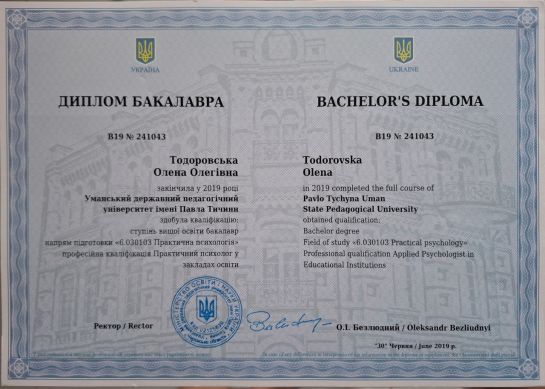 УКРАЇНА
ДИПЛОМ БАКАЛАВРА
В19 № 241043
Тодоровська
Олена Олегівна
закінчила у 2019 році
Уманський державний педагогічний
університет імені Павла Тичини
здобула кваліфікацію:
ступінь вищої освіти бакалавр
напрям підготовки «6.030103 Практична психологія»
професійна кваліфікація Практичний психолог у
закладах освіти
UKRAINE
BACHELOR'S DIPLOMA
B19 № 241043
Todorovska
Olena
in 2019 completed the full course of
Pavlo Tychyna Uman
State Pedagogical University
obtained qualification:
Bachelor degree
Field of study «6.030103 Practical psychology»
Professional qualification Applied Psychologist in
Educational Institutions
Ректор / Rector
О.І. Безлюдний / Oleksandr Bezliudnyi
"30" Червня / june 2019 р.